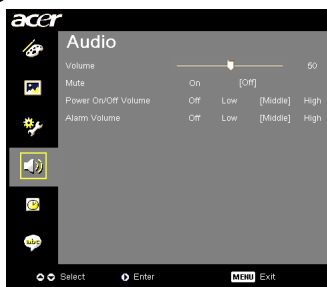 acer
Audio
Volume 50
Mute On [Off]
Power On/Off Volume Off Low [Middle] High
Alarm Volume Off Low [Middle] High
abc
Select Enter MENU Exit